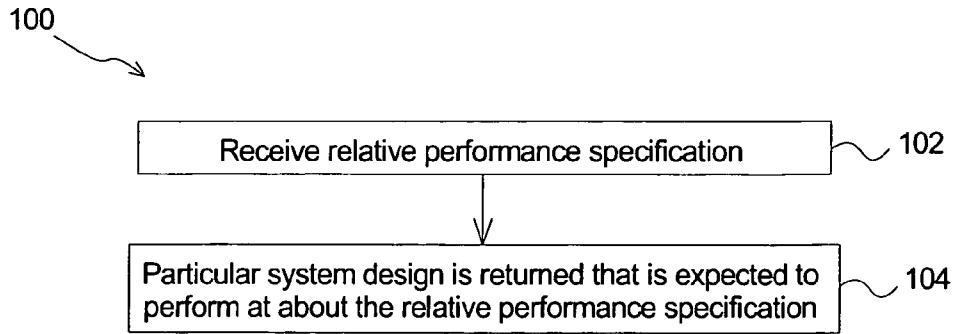 100
Receive relative performance specification
102
Particular system design is returned that is expected to
perform at about the relative performance specification
104